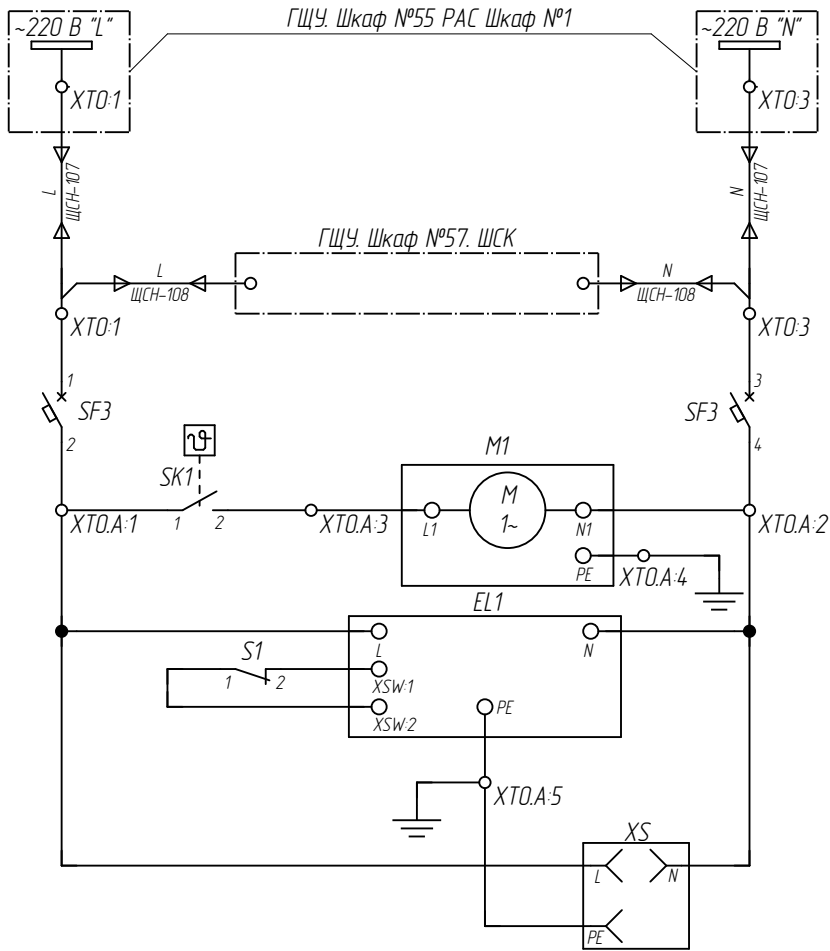 ГЩУ. Шкаф №55 РАС Шкаф №1
~220 В "L"
~220 В "N"
XT0:1
XT0:3
L
ЩСН-107
N
ЩСН-107
ГЩУ. Шкаф №57. ШСК
L
ЩСН-108
N
ЩСН-108
XT0:1
XT0:3
1
SF3
2
3
SF3
4
ϑ
SK1
1
2
M1
M
1~
L1
N1
PE
XT0.A:1
XT0.A:3
XT0.A:2
XT0.A:4
EL1
L
N
S1
1
2
XSW:1
XSW:2
PE
XT0.A:5
XS
L
N
PE